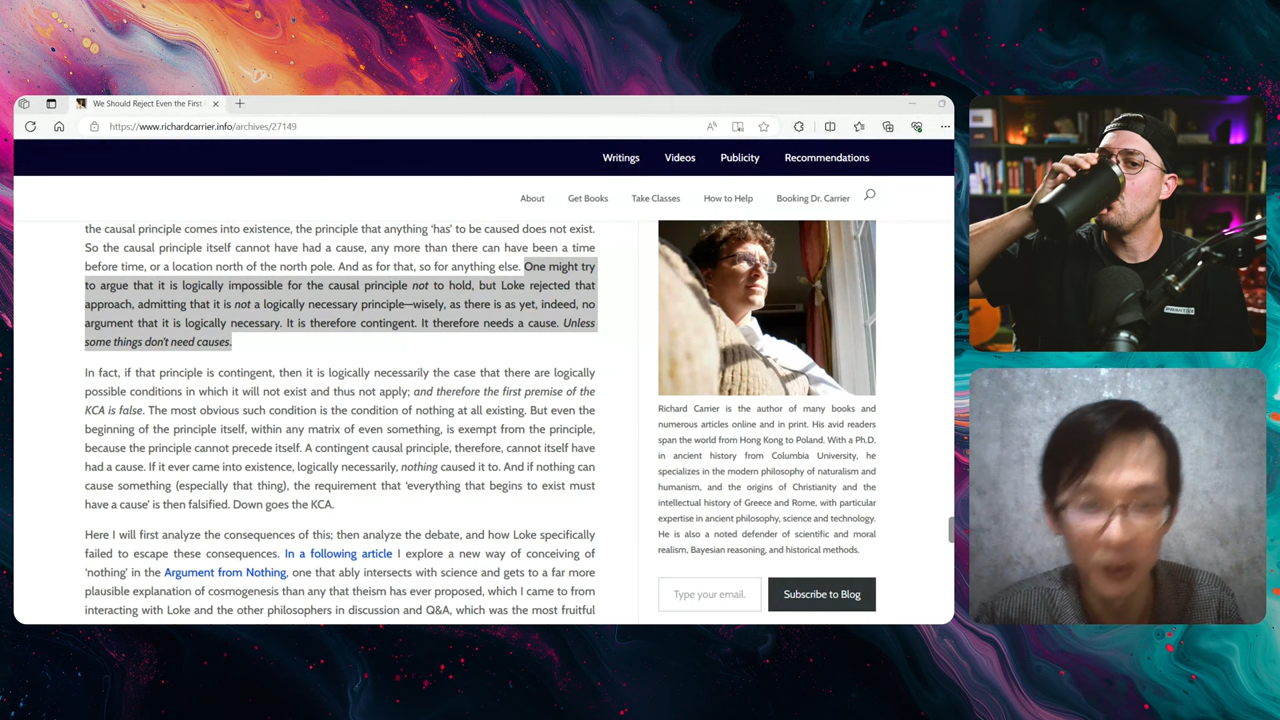 We Should Reject Even the First
https://www.richardcarrier.info/archives/27149
Writings Videos Publicity Recommendations
About Get Books Take Classes How to Help Booking Dr. Carrier
the causal principle comes into existence, the principle that anything ‘has’ to be caused does not exist.
So the causal principle itself cannot have had a cause, any more than there can have been a time
before time, or a location north of the north pole. And as for that, so for anything else. One might try
to argue that it is logically impossible for the causal principle not to hold, but Loke rejected that
approach, admitting that it is not a logically necessary principle—wisely, as there is as yet, indeed, no
argument that it is logically necessary. It is therefore contingent. It therefore needs a cause. Unless
some things don’t need causes.
In fact, if that principle is contingent, then it is logically necessarily the case that there are logically
possible conditions in which it will not exist and thus not apply; and therefore the first premise of the
KCA is false. The most obvious such condition is the condition of nothing at all existing. But even the
beginning of the principle itself, within any matrix of even something, is exempt from the principle,
because the principle cannot precede itself. A contingent causal principle, therefore, cannot itself have
had a cause. If it ever came into existence, logically necessarily, nothing caused it to. And if nothing can
cause something (especially that thing), the requirement that ‘everything that begins to exist must
have a cause’ is then falsified. Down goes the KCA.
Here I will first analyze the consequences of this; then analyze the debate, and how Loke specifically
failed to escape these consequences. In a following article I explore a new way of conceiving of
‘nothing’ in the Argument from Nothing, one that ably intersects with science and gets to a far more
plausible explanation of cosmogenesis than any that theism has ever proposed, which I came to from
interacting with Loke and the other philosophers in discussion and Q&A, which was the most fruitful
Richard Carrier is the author of many books and
numerous articles online and in print. His avid readers
span the world from Hong Kong to Poland. With a Ph.D.
in ancient history from Columbia University, he
specializes in the modern philosophy of naturalism and
humanism, and the origins of Christianity and the
intellectual history of Greece and Rome, with particular
expertise in ancient philosophy, science and technology.
He is also a noted defender of scientific and moral
realism, Bayesian reasoning, and historical methods.
Type your email. Subscribe to Blog